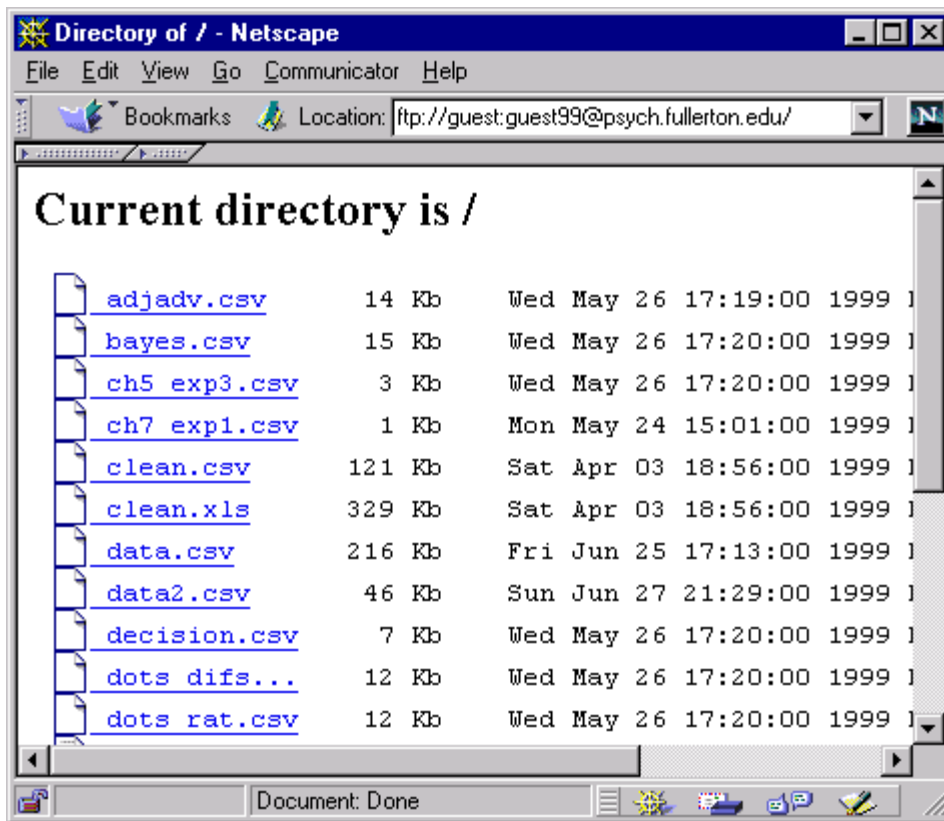 Directory of / - Netscape
File Edit View Go Communicator Help
Bookmarks Location: ftp://guest:guest99@psych.fullerton.edu/ N
Current directory is /
adjadv.csv 14 Kb Wed May 26 17:19:00 1999
bayes.csv 15 Kb Wed May 26 17:20:00 1999
ch5 exp3.csv 3 Kb Wed May 26 17:20:00 1999
ch7 exp1.csv 1 Kb Mon May 24 15:01:00 1999
clean.csv 121 Kb Sat Apr 03 18:56:00 1999
clean.xls 329 Kb Sat Apr 03 18:56:00 1999
data.csv 216 Kb Fri Jun 25 17:13:00 1999
data2.csv 46 Kb Sun Jun 27 21:29:00 1999
decision.csv 7 Kb Wed May 26 17:20:00 1999
dots difs... 12 Kb Wed May 26 17:20:00 1999
dots rat.csv 12 Kb Wed May 26 17:20:00 1999
Document: Done